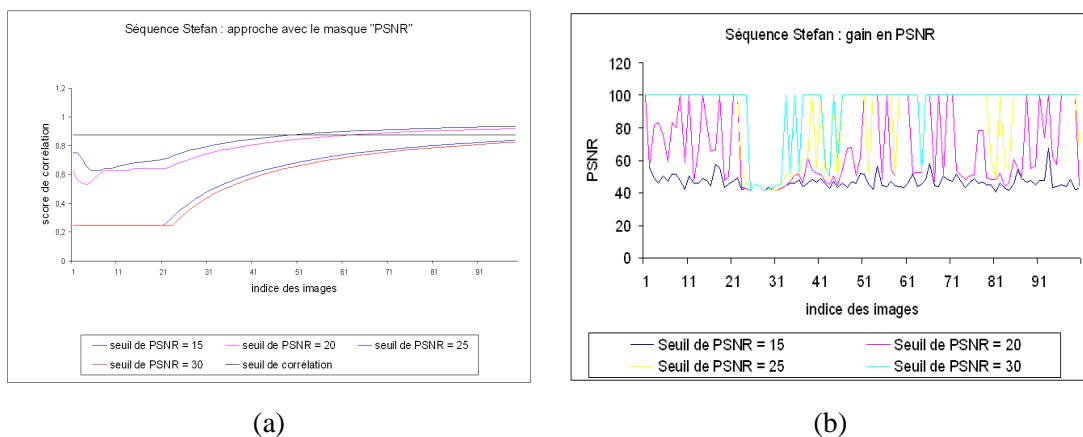 Séquence Stefan : approche avec le masque "PSNR"
1,2
1
0,8
0,6
0,4
0,2
0
score de corrélation
1 11 21 31 41 51 61 71 81 91
indice des images
seuil de PSNR = 15 seuil de PSNR = 20 seuil de PSNR = 25
seuil de PSNR = 30 seuil de corrélation
(a)
Séquence Stefan : gain en PSNR
120
100
80
60
40
20
0
PSNR
1 11 21 31 41 51 61 71 81 91
indice des images
Seuil de PSNR = 15 Seuil de PSNR = 20
Seuil de PSNR = 25 Seuil de PSNR = 30
(b)